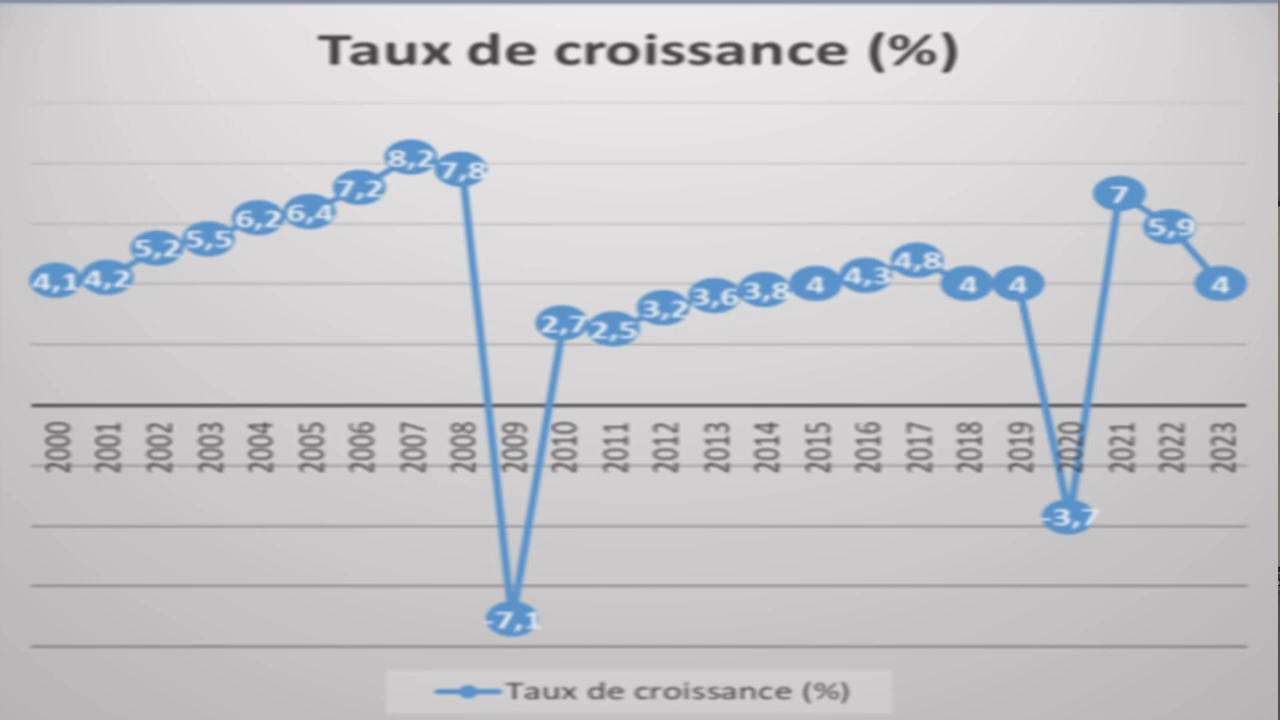 Taux de croissance (%)
4,1 4,2 5,2 5,5 6,2 6,4 7,2 8,2 7,8 -7,1 2,7 2,5 3,2 3,6 3,8 4 4,3 4,8 4 4 -3,7 7 5,9 4
2000 2001 2002 2003 2004 2005 2006 2007 2008 2009 2010 2011 2012 2013 2014 2015 2016 2017 2018 2019 2020 2021 2022 2023
Taux de croissance (%)